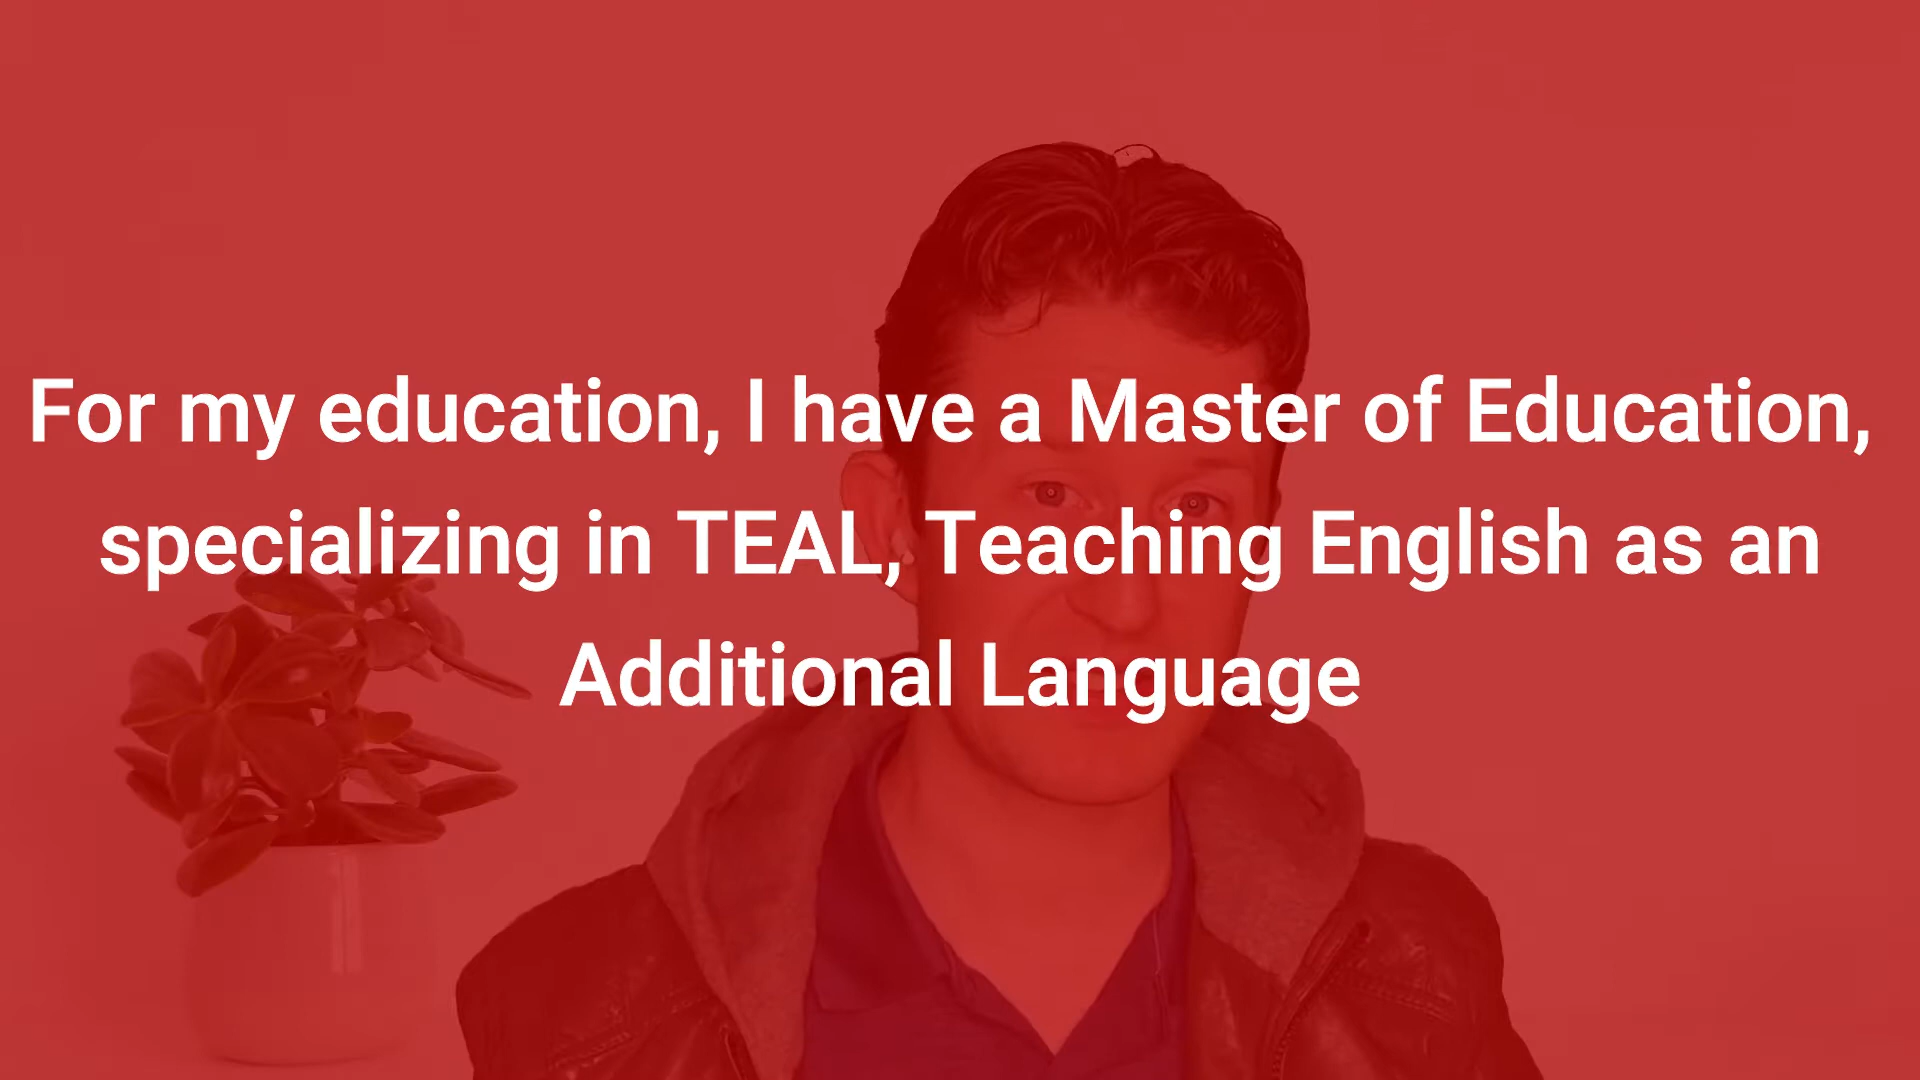 For my education, I have a Master of Education,
specializing in TEAL, Teaching English as an
Additional Language